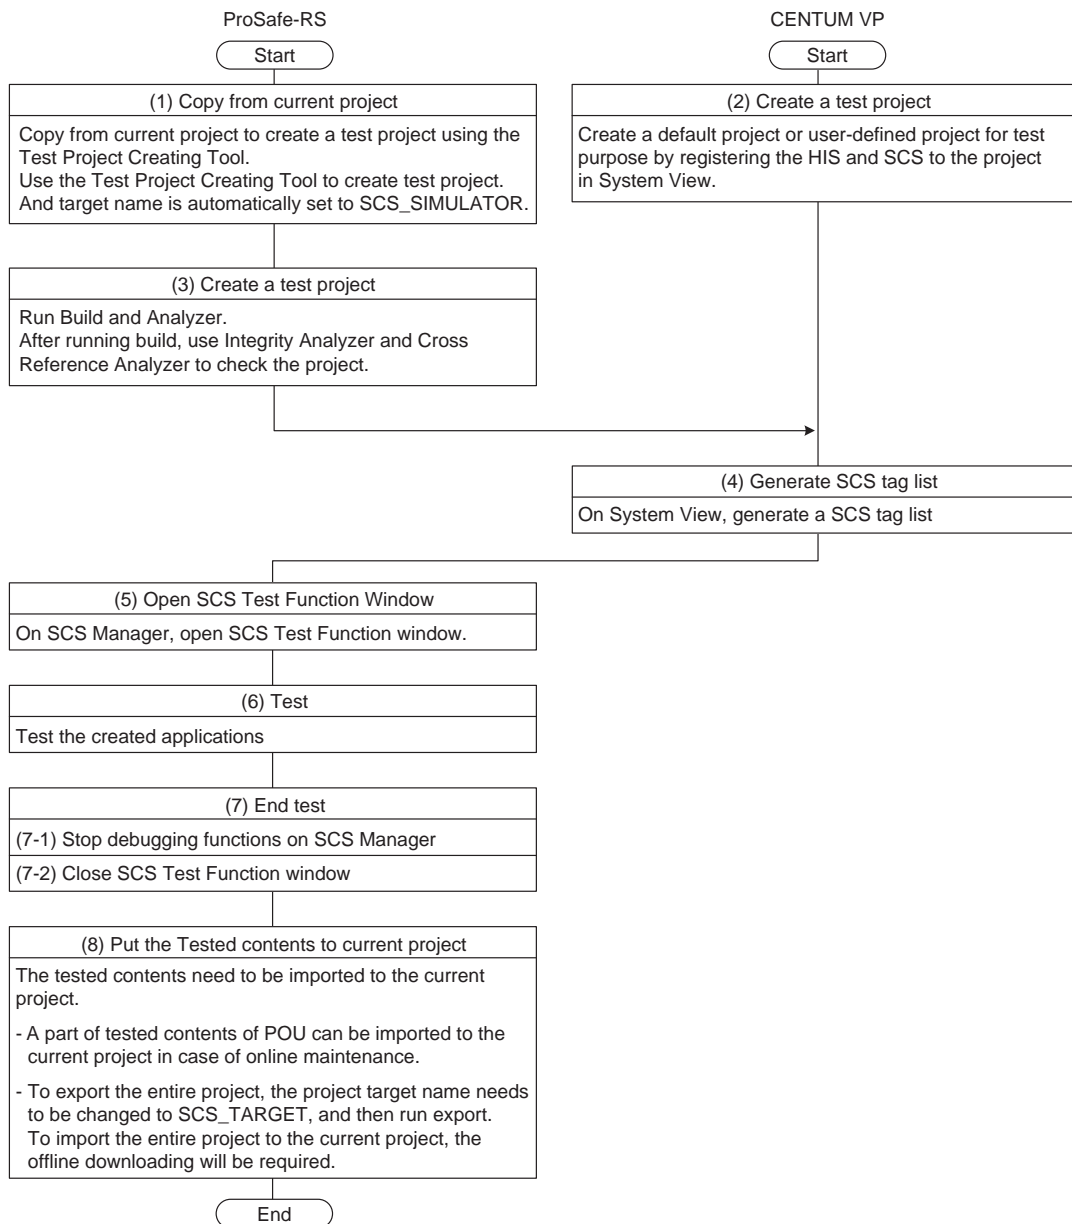 ProSafe-RS
CENTUM VP
Start
Start
(1) Copy from current project
Copy from current project to create a test project using the
Test Project Creating Tool.
Use the Test Project Creating Tool to create test project.
And target name is automatically set to SCS_SIMULATOR.
(2) Create a test project
Create a default project or user-defined project for test
purpose by registering the HIS and SCS to the project
in System View.
(3) Create a test project
Run Build and Analyzer.
After running build, use Integrity Analyzer and Cross
Reference Analyzer to check the project.
(4) Generate SCS tag list
On System View, generate a SCS tag list
(5) Open SCS Test Function Window
On SCS Manager, open SCS Test Function window.
(6) Test
Test the created applications
(7) End test
(7-1) Stop debugging functions on SCS Manager
(7-2) Close SCS Test Function window
(8) Put the Tested contents to current project
The tested contents need to be imported to the current
project.
- A part of tested contents of POU can be imported to the
current project in case of online maintenance.
- To export the entire project, the project target name needs
to be changed to SCS_TARGET, and then run export.
To import the entire project to the current project, the
offline downloading will be required.
End